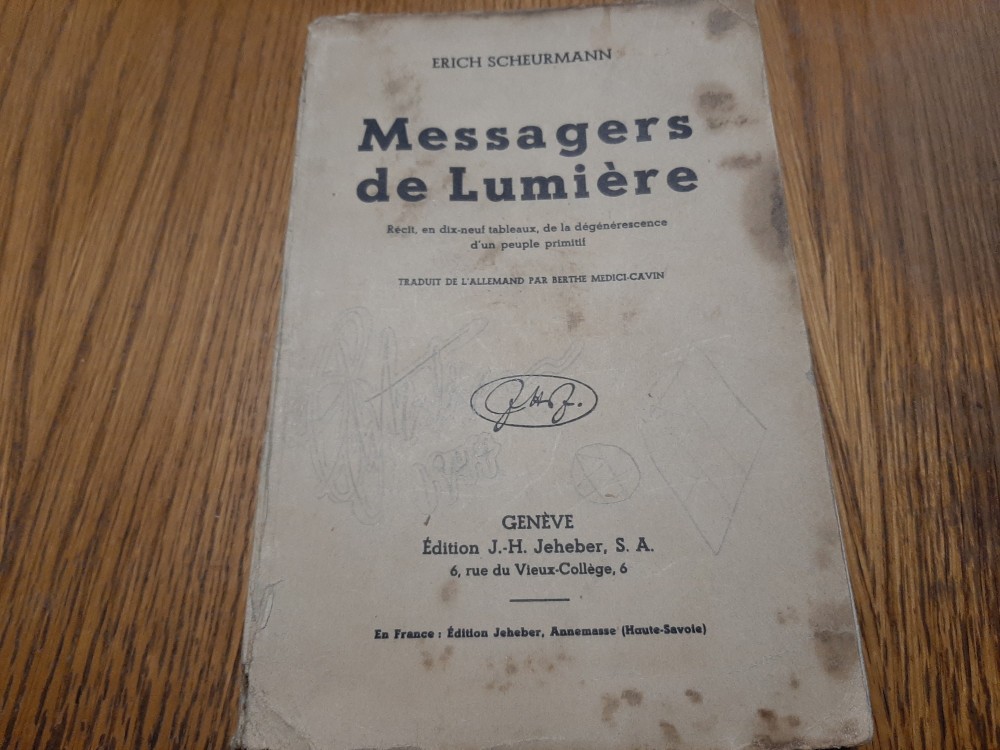 ERICH SCHEURMANN
Messagers
de Lumière
Récit, en dix-neuf tableaux, de la dégénérescence
d'un peuple primitif
TRADUIT DE L'ALLEMAND PAR BERTHE MEDICI-CAVIN
GENÈVE
Édition J.-H. Jeheber, S. A.
6, rue du Vieux-Collège, 6
En France : Édition Jeheber, Annemasse (Haute-Savoie)